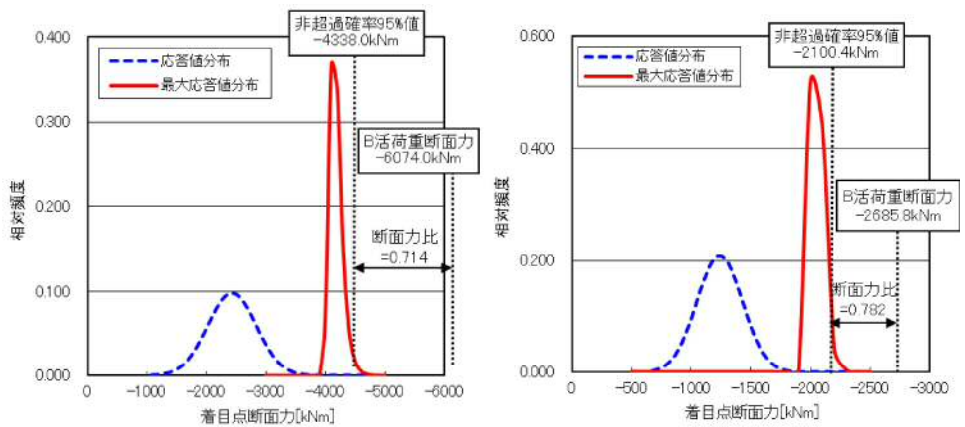 非超過確率95%値
-4338.0kNm
0.400
応答値分布
最大応答値分布
0.300
B活荷重断面力
-6074.0kNm
0.200
相対頻度
断面力比
=0.714
0.100
0.000
0
-1000
-2000
-3000
-4000
-5000
-6000
着目点断面力[kNm]
非超過確率95%値
-2100.4kNm
0.600
応答値分布
最大応答値分布
0.400
B活荷重断面力
-2685.8kNm
相対頻度
0.200
断面力比
=0.782
0.000
0
-500
-1000
-1500
-2000
-2500
-3000
着目点断面力[kNm]